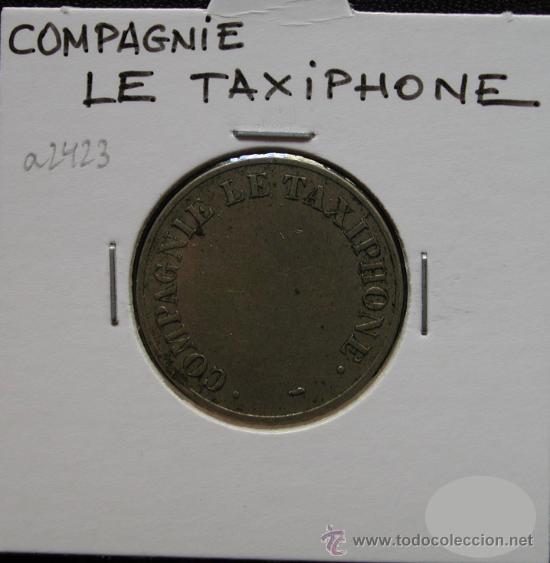 COMPAGNIE
LE TAXIPHONE
a2423
· COMPAGNIE LE TAXIPHONE ·
www.todocoleccion.net